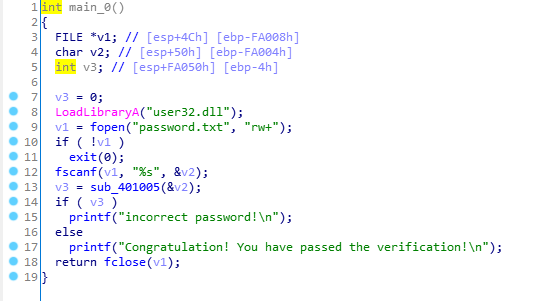 1 int main_0()
2 {
3 FILE *v1; // [esp+4Ch] [ebp-FA008h]
4 char v2; // [esp+50h] [ebp-FA004h]
5 int v3; // [esp+FA050h] [ebp-4h]
6
7 v3 = 0;
8 LoadLibraryA("user32.dll");
9 v1 = fopen("password.txt", "rw+");
10 if ( !v1 )
11 exit(0);
12 fscanf(v1, "%s", &v2);
13 v3 = sub_401005(&v2);
14 if ( v3 )
15 printf("incorrect password!\n");
16 else
17 printf("Congratulation! You have passed the verification!\n");
18 return fclose(v1);
19 }